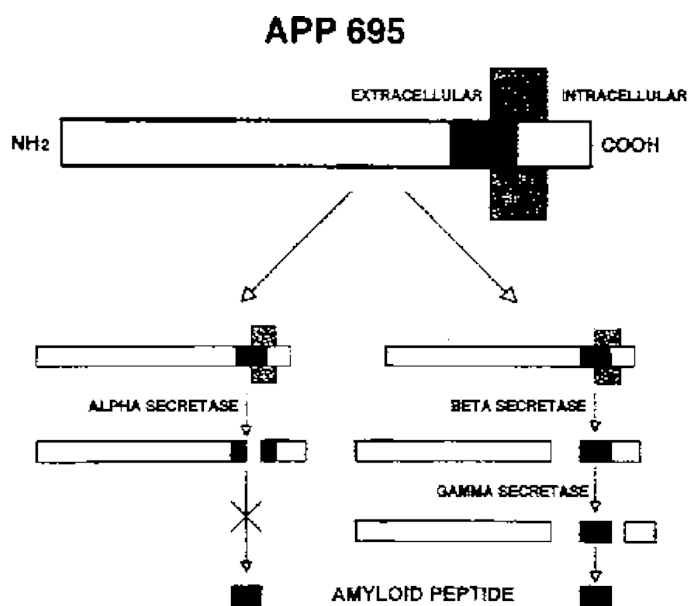 APP 695
EXTRACELLULAR INTRACELLULAR
NH2 COOH
ALPHA SECRETASE BETA SECRETASE
GAMMA SECRETASE
AMYLOID PEPTIDE